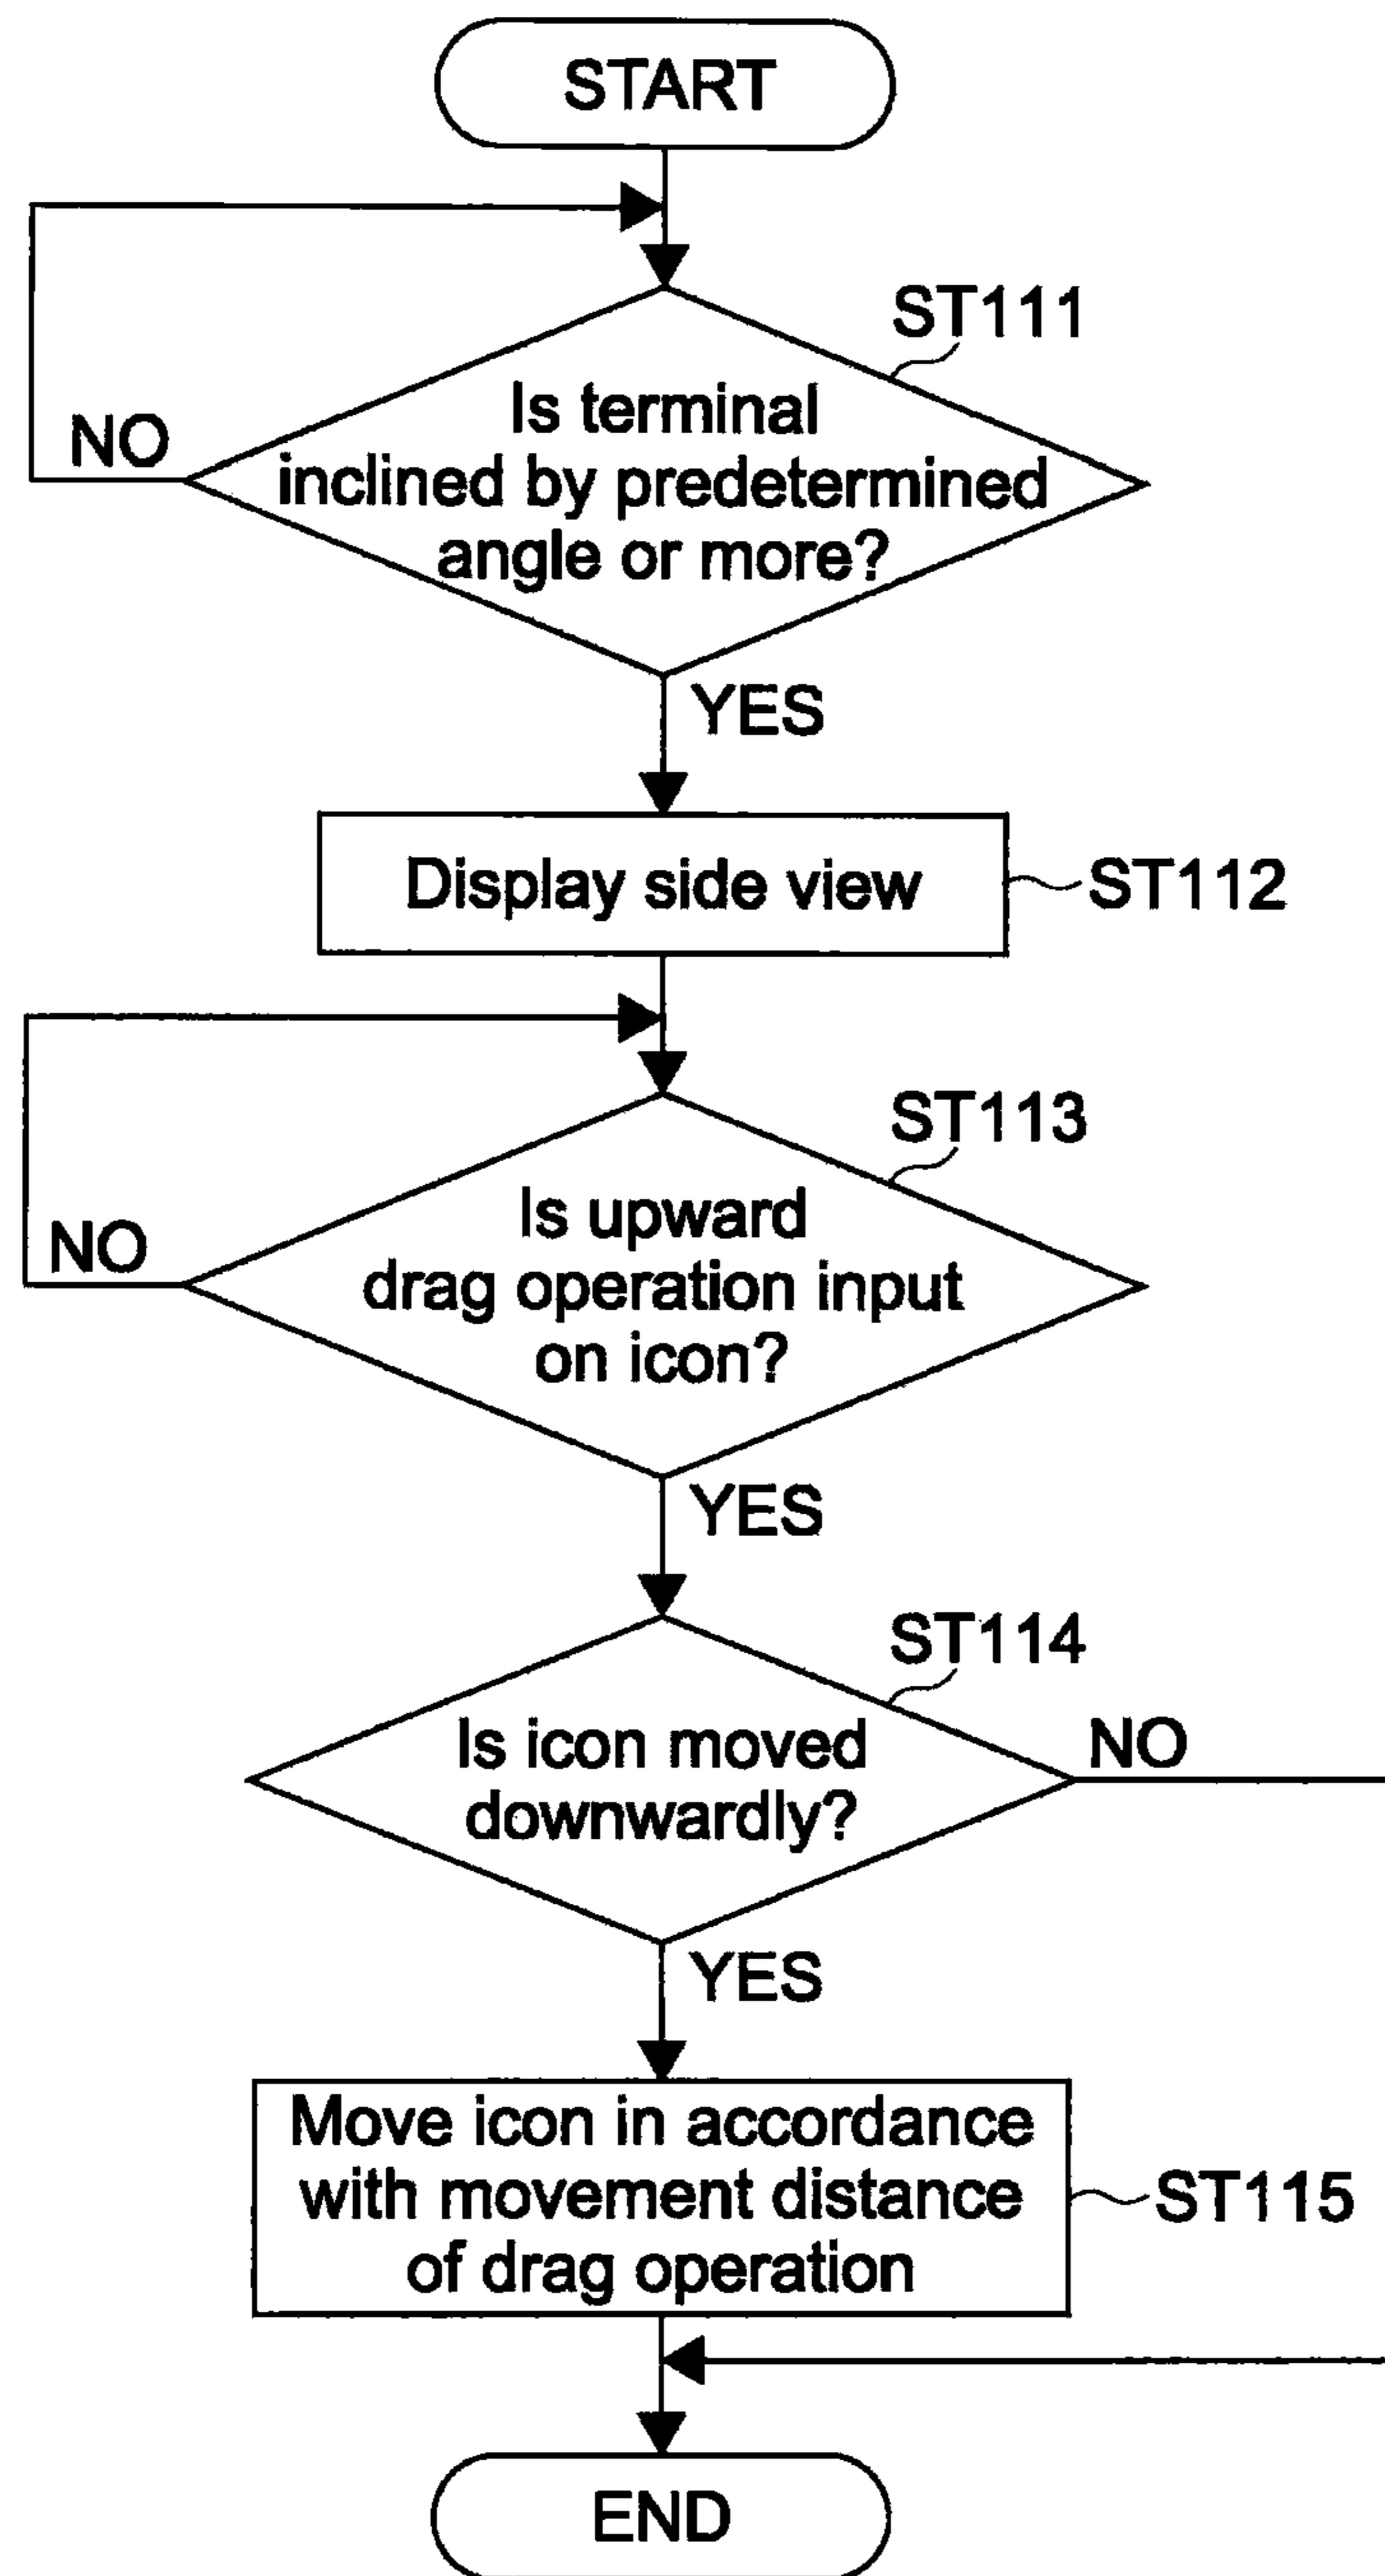 START
ST111
Is terminal
inclined by predetermined
angle or more?
NO
YES
Display side view
ST112
ST113
Is upward
drag operation input
on icon?
NO
YES
ST114
Is icon moved
downwardly?
NO
YES
Move icon in accordance
with movement distance
of drag operation
ST115
END